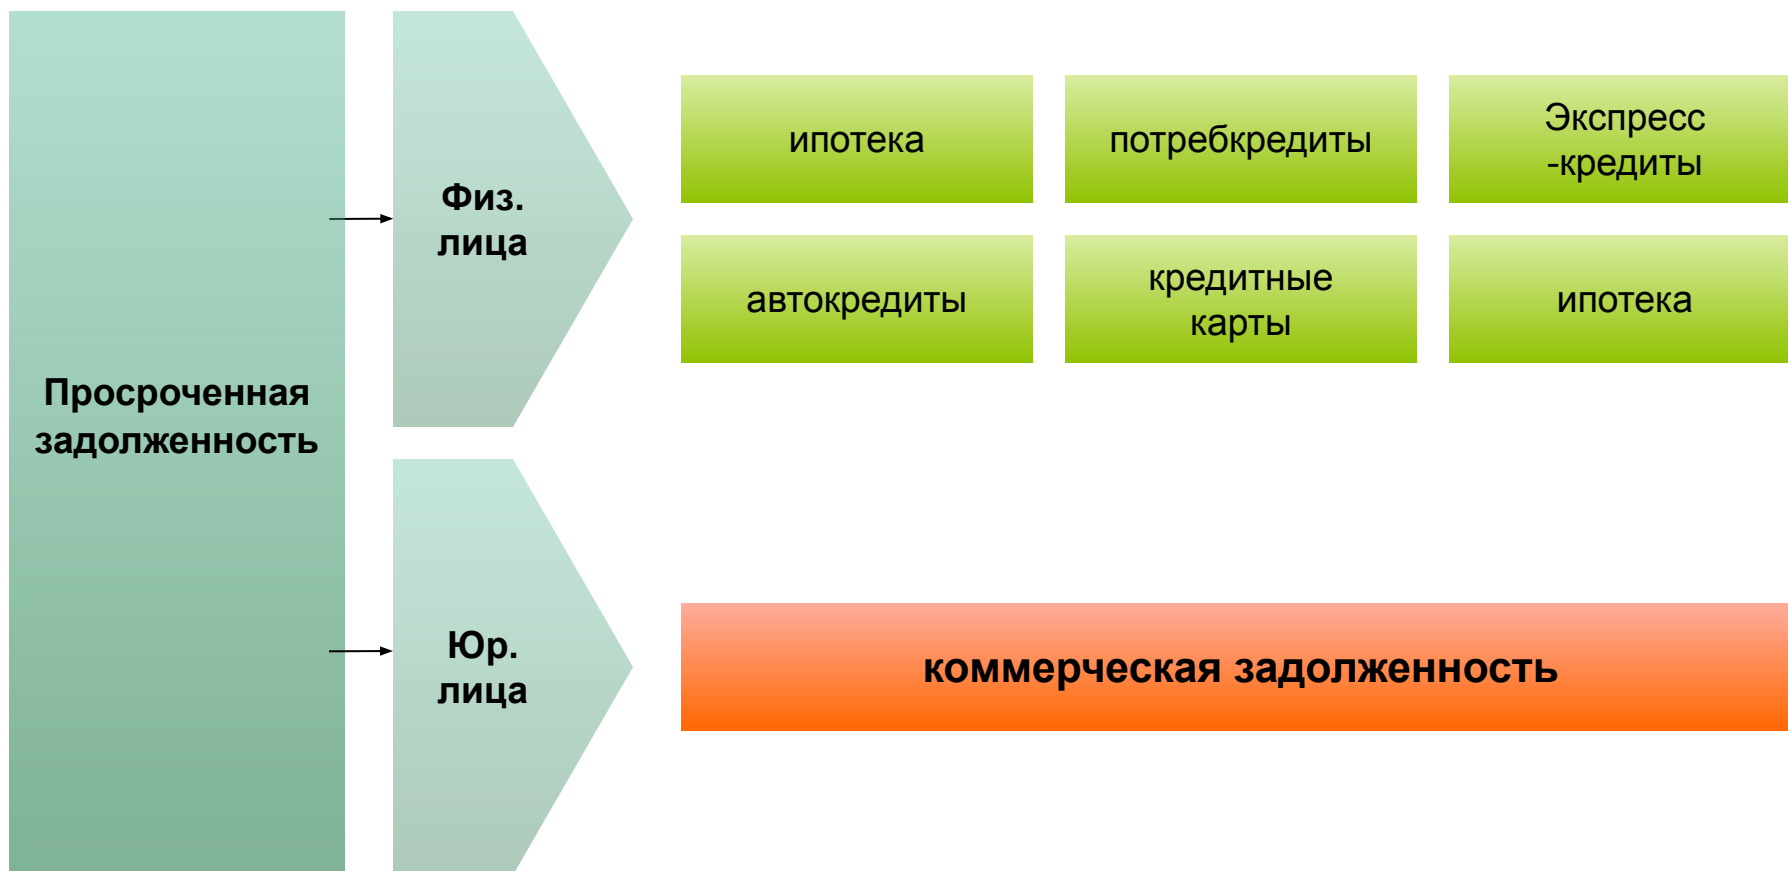 Просроченная
задолженность
Физ.
лица
ипотека
потребкредиты
Экспресс
-кредиты
автокредиты
кредитные
карты
ипотека
Юр.
лица
коммерческая задолженность